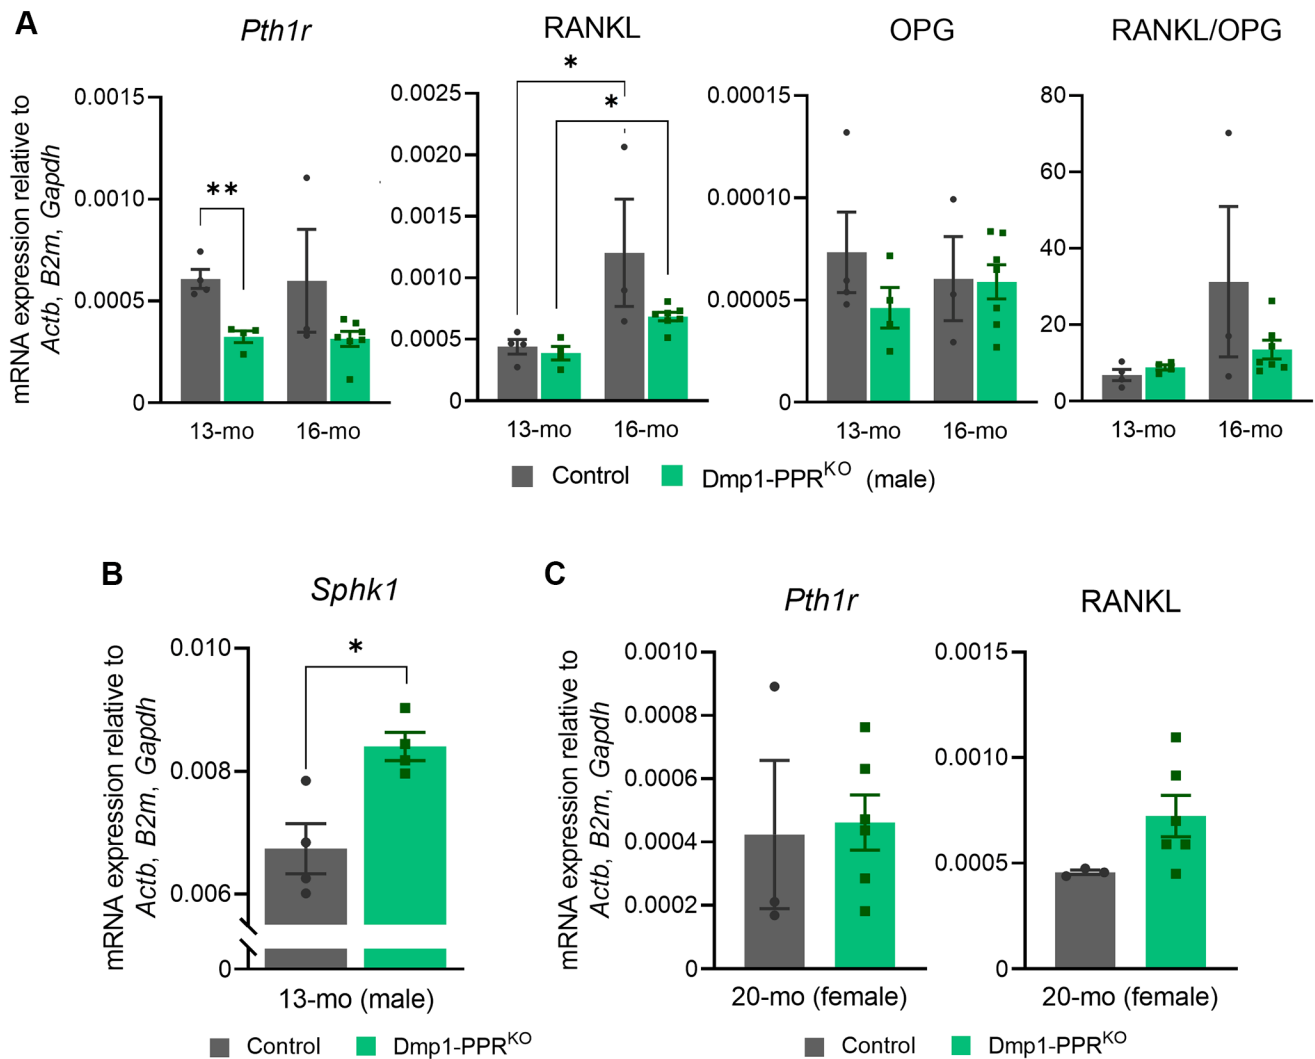 A
Pth1r
RANKL
OPG
RANKL/OPG
mRNA expression relative to
Actb, B2m, Gapdh
0.0015
0.0010
0.0005
0
**
13-mo
16-mo
0.0025
0.0020
0.0015
0.0010
0.0005
0
*
*
13-mo
16-mo
0.00015
0.00010
0.00005
0
13-mo
16-mo
80
60
40
20
0
13-mo
16-mo
Control
Dmp1-PPRKO (male)
B
Sphk1
mRNA expression relative to
Actb, B2m, Gapdh
0.010
0.008
0.006
0
*
13-mo (male)
Control
Dmp1-PPRKO
C
Pth1r
RANKL
mRNA expression relative to
Actb, B2m, Gapdh
0.0010
0.0008
0.0006
0.0004
0.0002
0
20-mo (female)
0.0015
0.0010
0.0005
0
20-mo (female)
Control
Dmp1-PPRKO